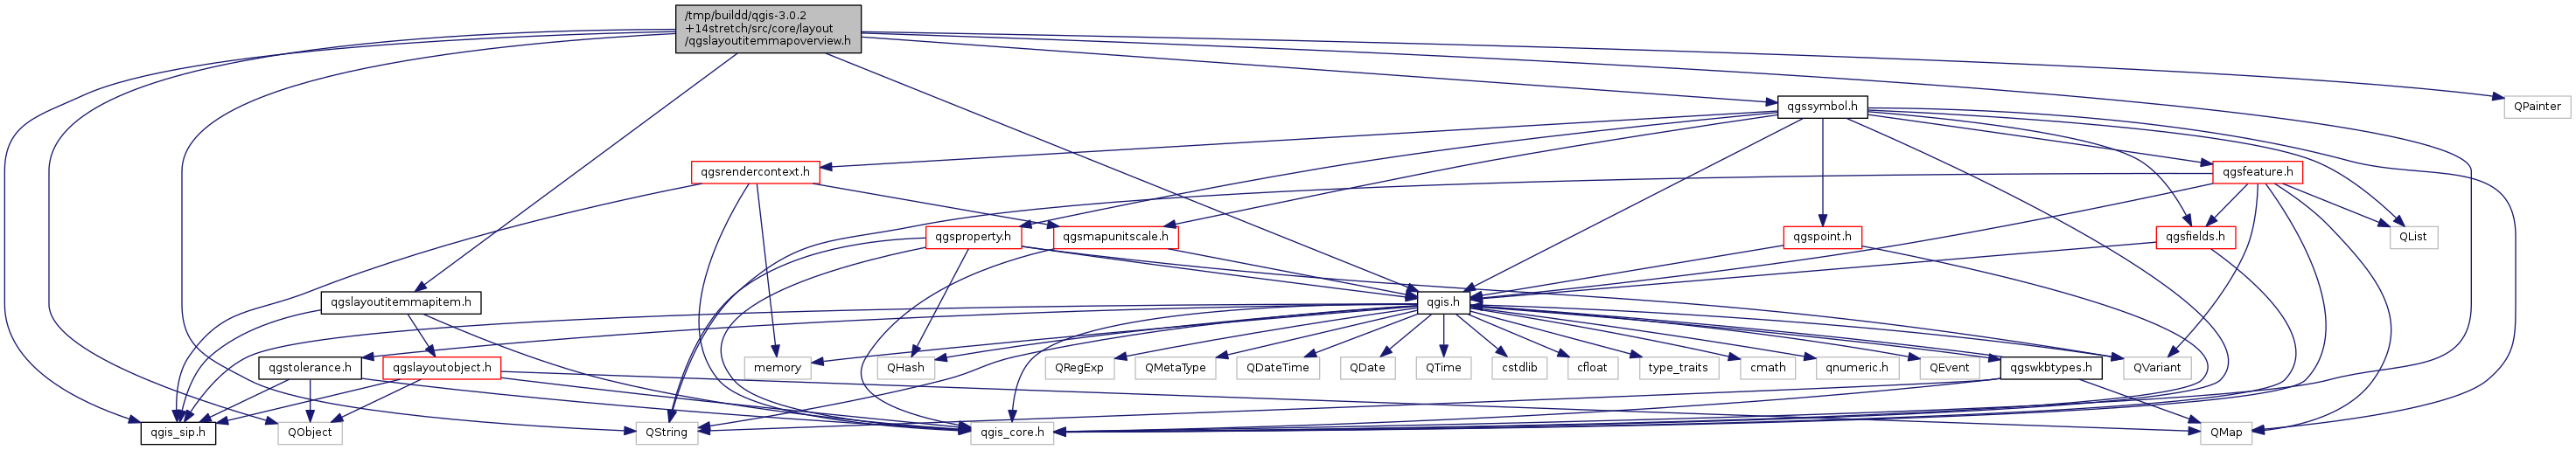 /tmp/buildd/qgis-3.0.2
+14stretch/src/core/layout
/qgslayoutitemmapoverview.h
QPainter
qgssymbol.h
qgsrendercontext.h
qgsfeature.h
qgsproperty.h
qgsmapunitscale.h
qgspoint.h
qgsfields.h
QList
qgslayoutitemmapitem.h
qgis.h
qgstolerance.h
qgslayoutobject.h
memory
QHash
QRegExp
QMetaType
QDateTime
QDate
QTime
cstdlib
cfloat
type_traits
cmath
qnumeric.h
QEvent
qgswkbtypes.h
QVariant
qgis_sip.h
QObject
QString
qgis_core.h
QMap